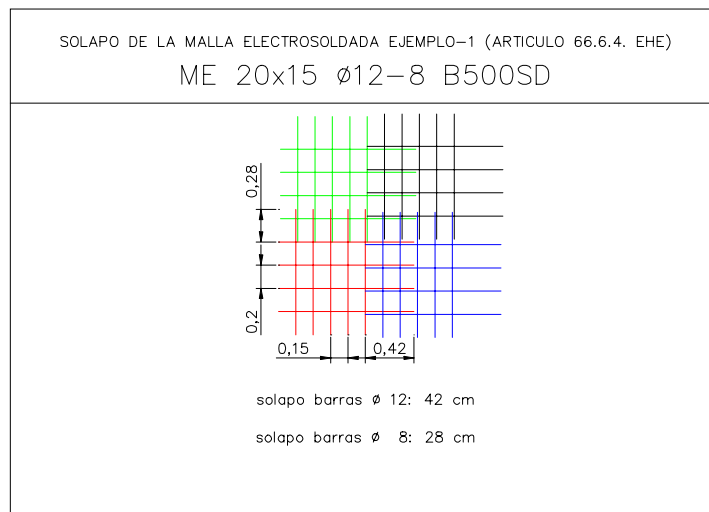 SOLAPO DE LA MALLA ELECTROSOLDADA EJEMPLO-1 (ARTICULO 66.6.4. EHE)
ME 20x15 ø12-8 B500SD
0,28
0,2
0,15
0,42
solapo barras ø 12: 42 cm
solapo barras ø 8: 28 cm